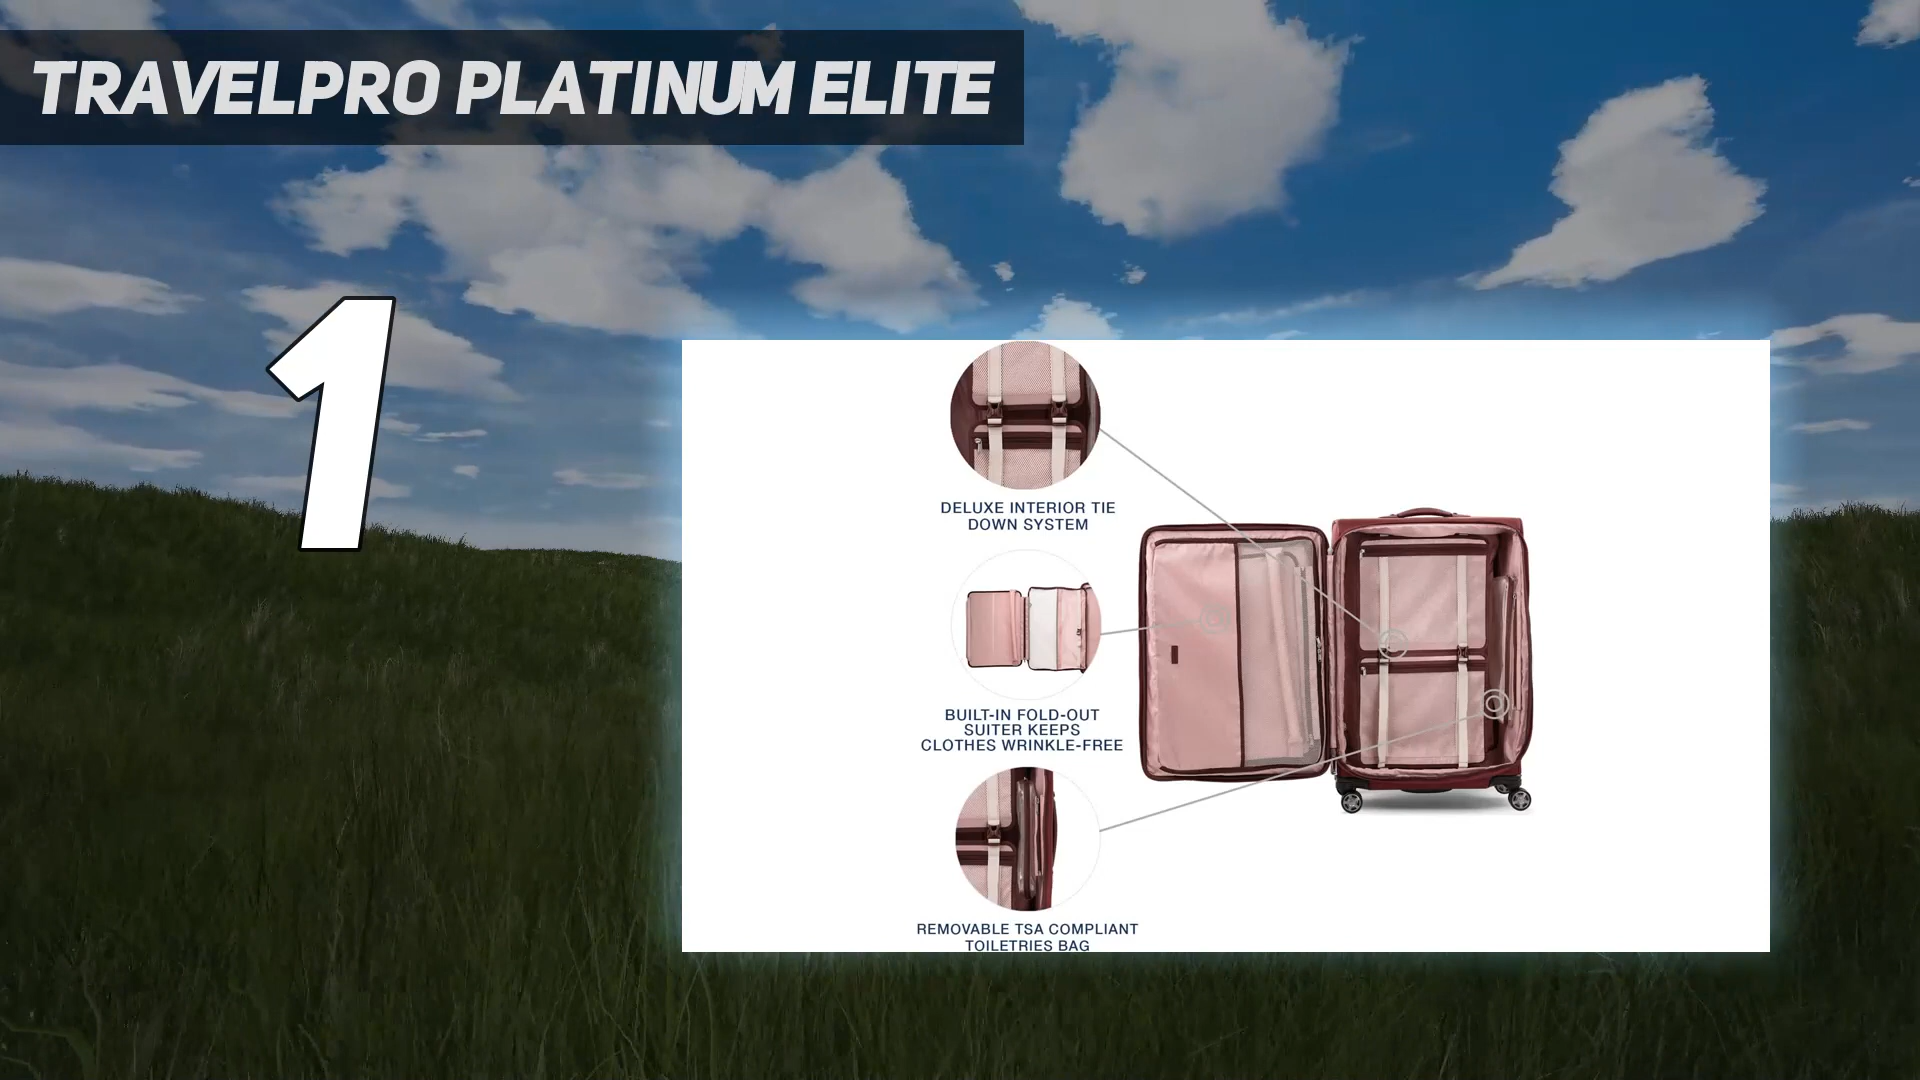 TRAVELPRO PLATINUM ELITE
1
DELUXE INTERIOR TIE
DOWN SYSTEM
BUILT-IN FOLD-OUT
SUITER KEEPS
CLOTHES WRINKLE-FREE
REMOVABLE TSA COMPLIANT
TOILETRIES BAG